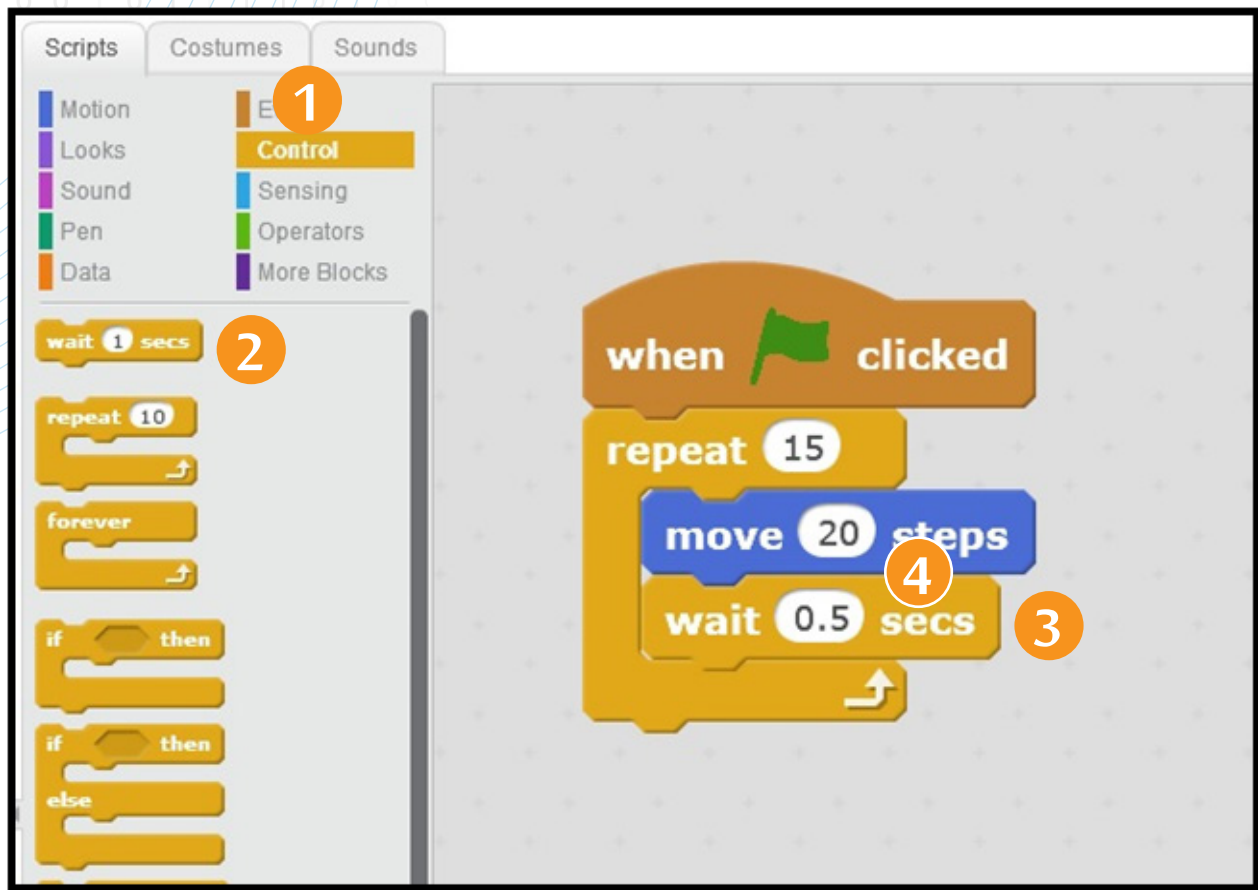 Scripts Costumes Sounds
Motion E
1
Looks Control
Sound Sensing
Pen Operators
Data More Blocks
wait 1 secs
2
repeat 10
forever
if then
if then
else
when clicked
repeat 15
move 20 steps
4
wait 0.5 secs
3